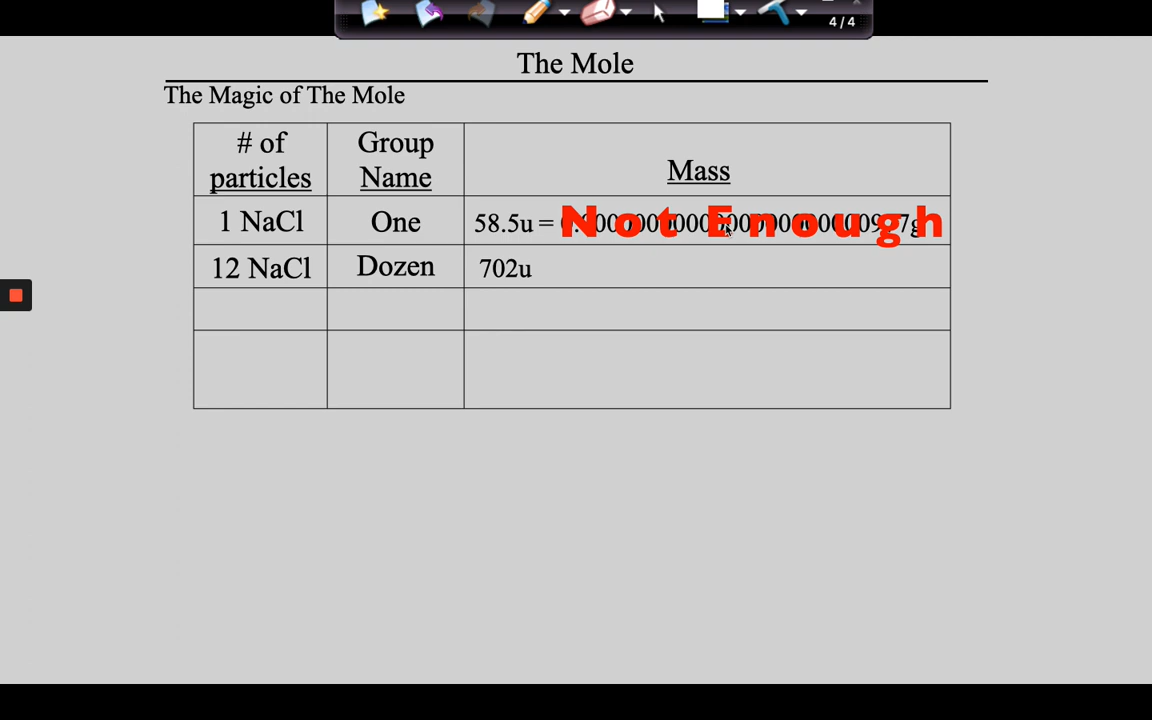 4/4
The Mole
The Magic of The Mole
# of particles
Group Name
Mass
1 NaCl
One
58.5u =
Not Enough
12 NaCl
Dozen
702u